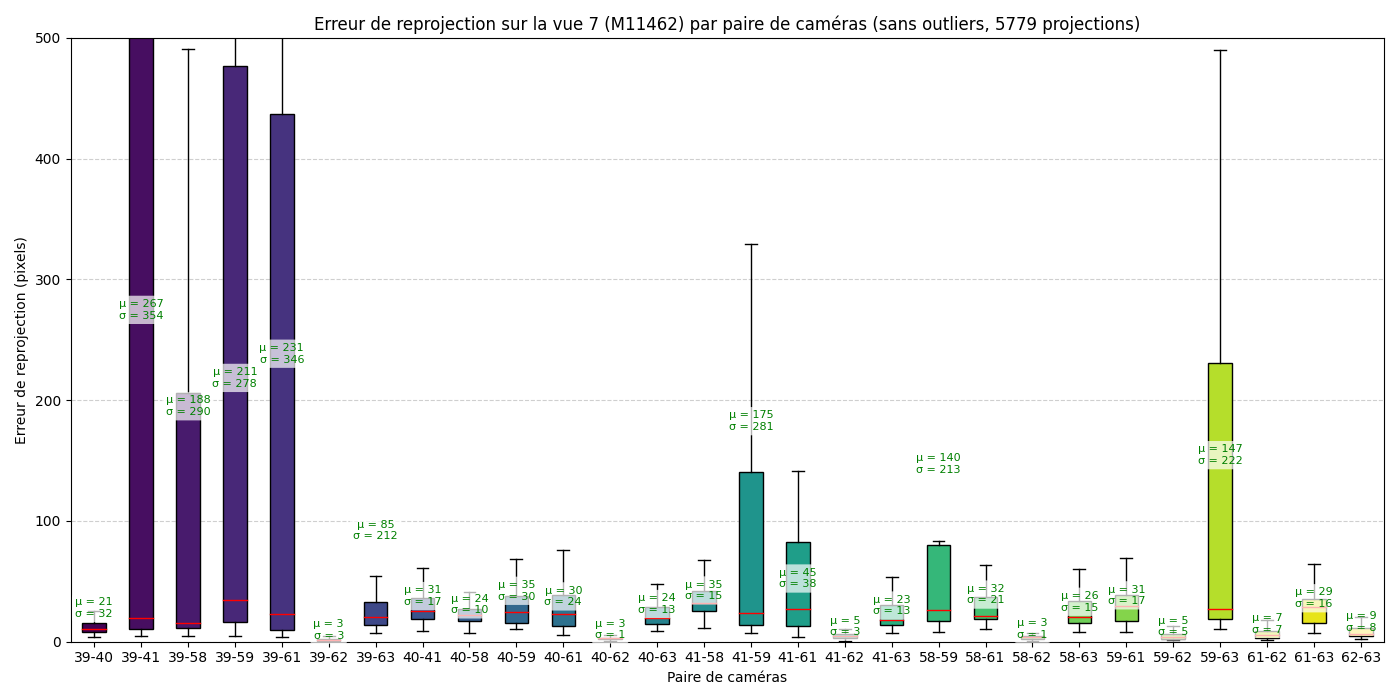 Erreur de reprojection sur la vue 7 (M11462) par paire de caméras (sans outliers, 5779 projections)
Erreur de reprojection (pixels)
500
400
300
200
100
0
μ = 21
σ = 32
μ = 267
σ = 354
μ = 188
σ = 290
μ = 211
σ = 278
μ = 231
σ = 346
μ = 3
σ = 3
μ = 85
σ = 212
μ = 31
σ = 17
μ = 24
σ = 10
μ = 35
σ = 30
μ = 30
σ = 24
μ = 3
σ = 1
μ = 24
σ = 13
μ = 35
σ = 15
μ = 175
σ = 281
μ = 45
σ = 38
μ = 5
σ = 3
μ = 23
σ = 13
μ = 140
σ = 213
μ = 32
σ = 21
μ = 3
σ = 1
μ = 26
σ = 15
μ = 31
σ = 17
μ = 5
σ = 5
μ = 147
σ = 222
μ = 7
σ = 7
μ = 29
σ = 16
μ = 9
σ = 8
39-40 39-41 39-58 39-59 39-61 39-62 39-63 40-41 40-58 40-59 40-61 40-62 40-63 41-58 41-59 41-61 41-62 41-63 58-59 58-61 58-62 58-63 59-61 59-62 59-63 61-62 61-63 62-63
Paire de caméras